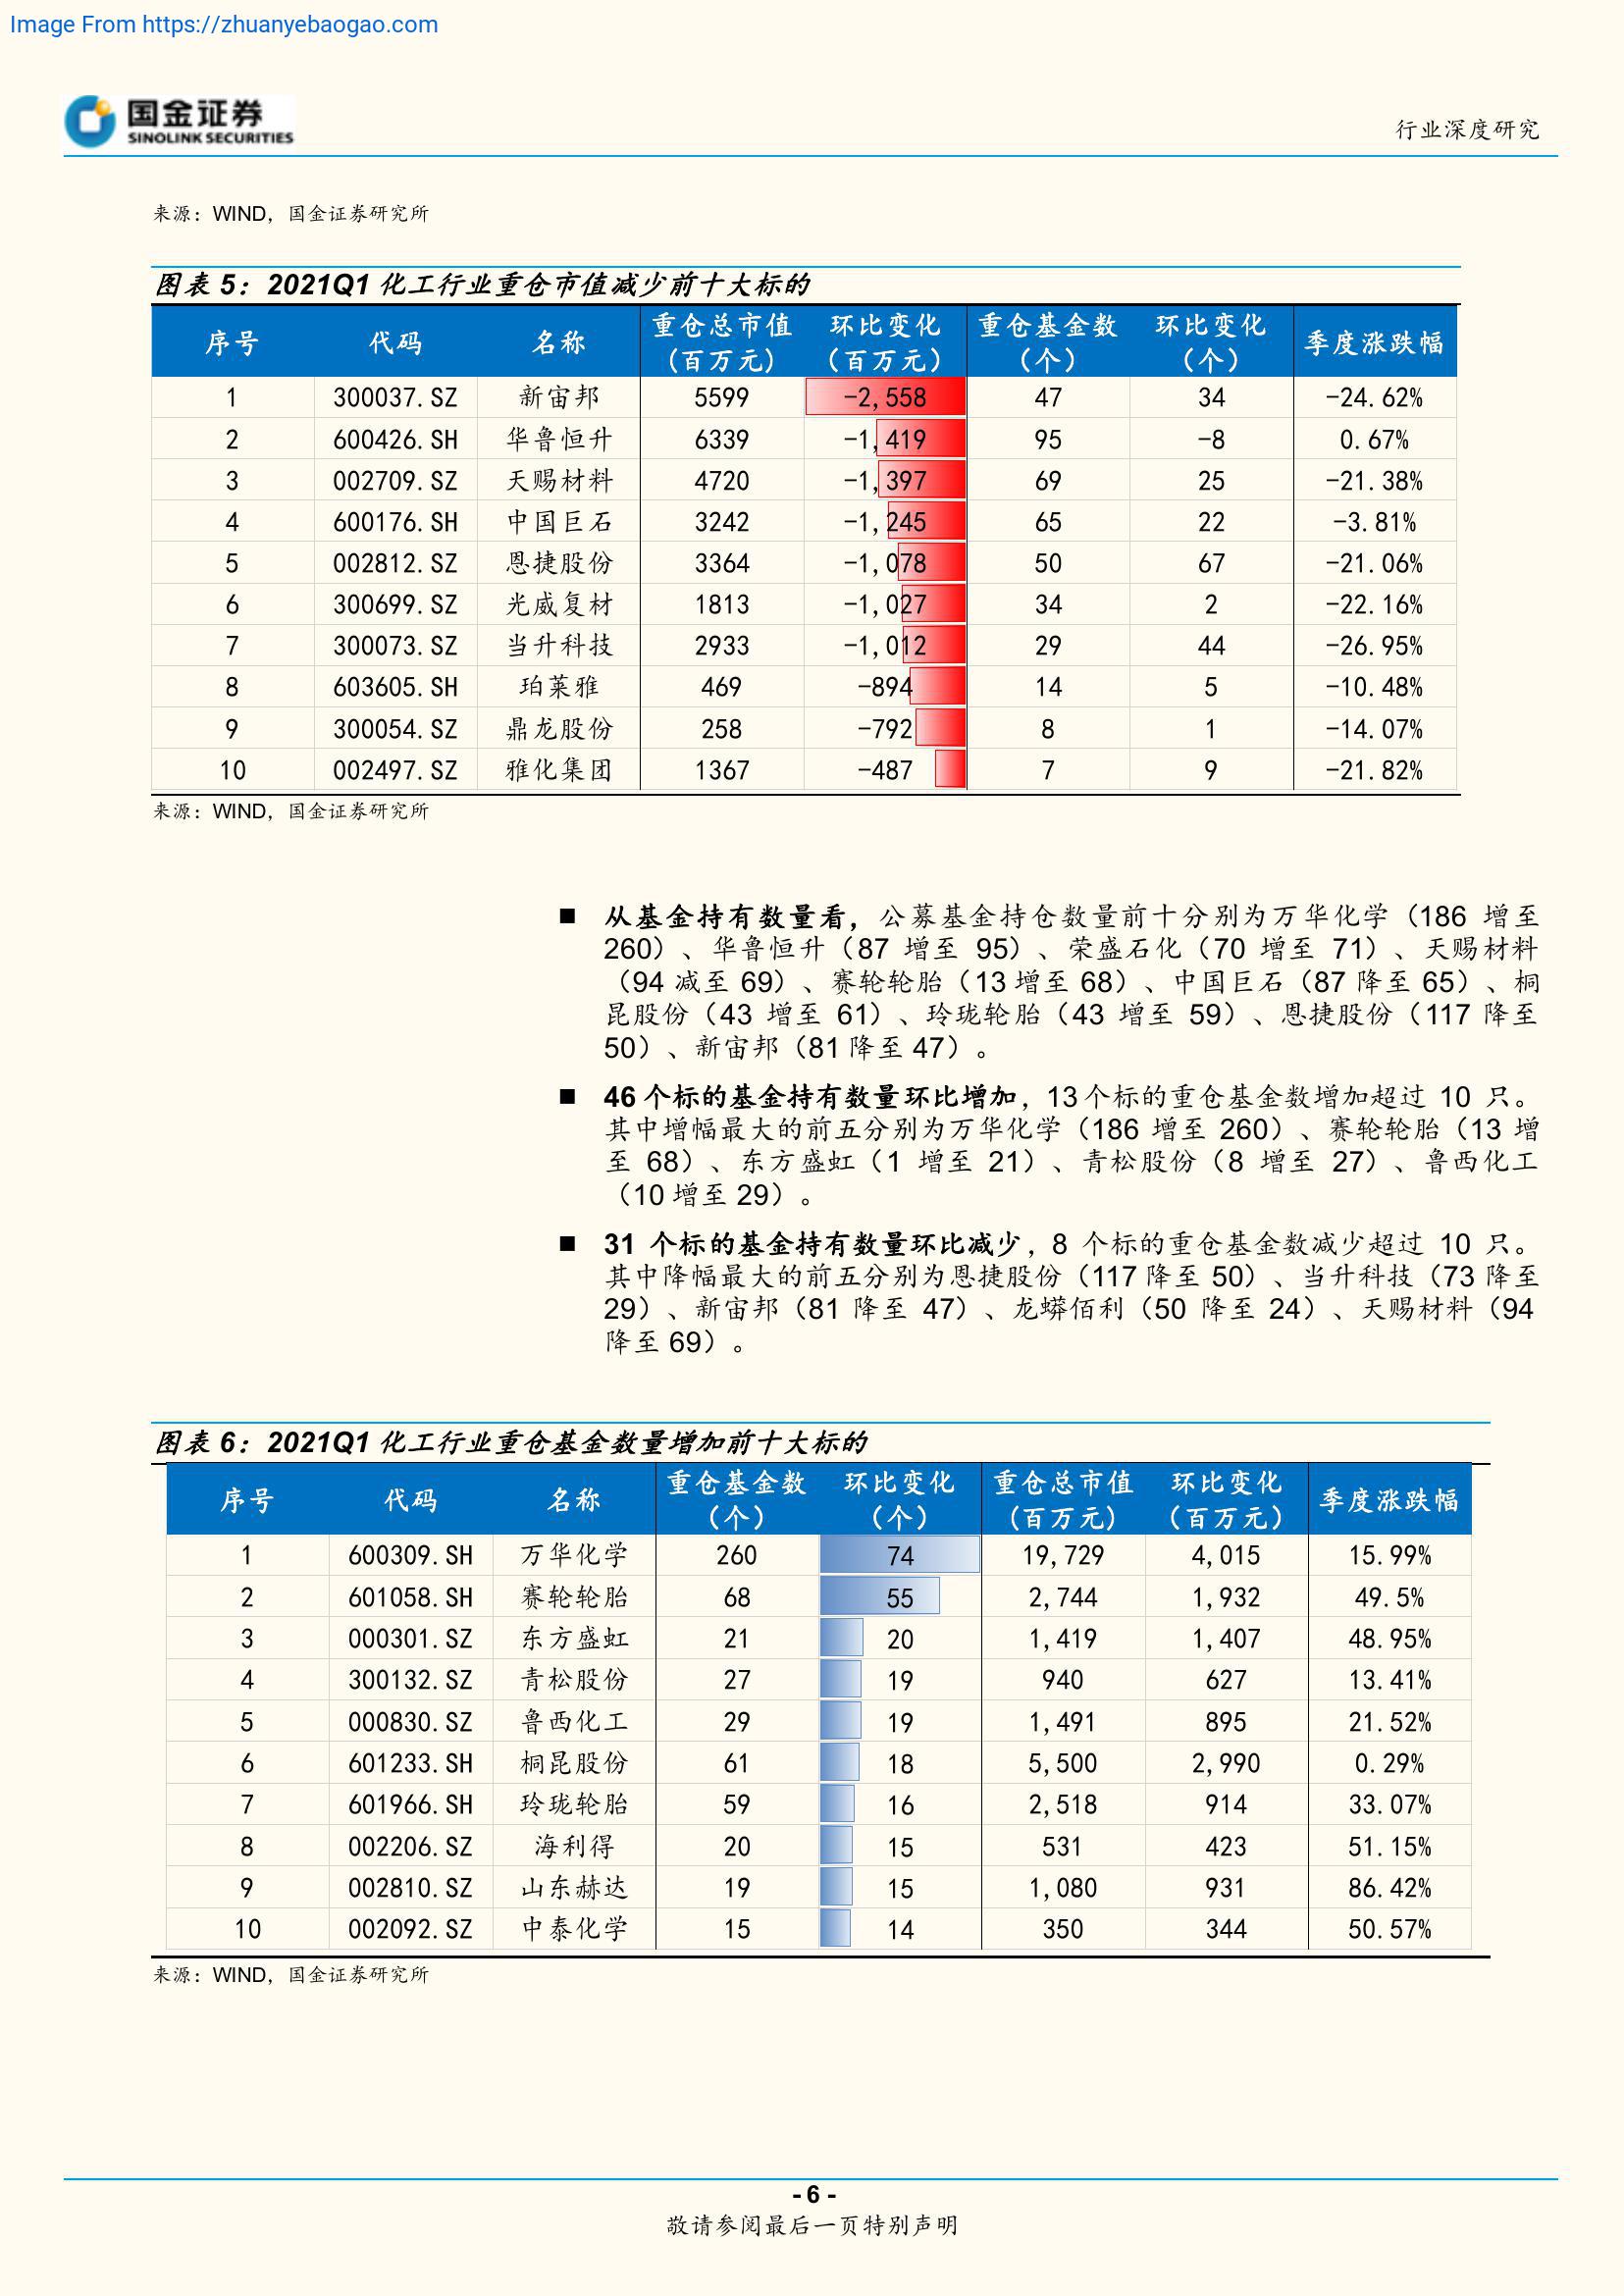 Image From https://zhuanyebaogao.com
国金证券
SINOLINK SECURITIES
行业深度研究
来源：WIND，国金证券研究所
图表 5：2021Q1 化工行业重仓市值减少前十大标的
序号 代码 名称 重仓总市值（百万元） 环比变化（百万元） 重仓基金数（个） 环比变化（个） 季度涨跌幅
1 300037.SZ 新宙邦 5599 -2,558 47 34 -24.62%
2 600426.SH 华鲁恒升 6339 -1,419 95 -8 0.67%
3 002709.SZ 天赐材料 4720 -1,397 69 25 -21.38%
4 600176.SH 中国巨石 3242 -1,245 65 22 -3.81%
5 002812.SZ 恩捷股份 3364 -1,078 50 67 -21.06%
6 300699.SZ 光威复材 1813 -1,027 34 2 -22.16%
7 300073.SZ 当升科技 2933 -1,012 29 44 -26.95%
8 603605.SH 珀莱雅 469 -894 14 5 -10.48%
9 300054.SZ 鼎龙股份 258 -792 8 1 -14.07%
10 002497.SZ 雅化集团 1367 -487 7 9 -21.82%
来源：WIND，国金证券研究所
■ 从基金持有数量看，公募基金持仓数量前十分别为万华化学（186 增至
260）、华鲁恒升（87 增至 95）、荣盛石化（70 增至 71）、天赐材料
（94 减至 69）、赛轮轮胎（13 增至 68）、中国巨石（87 降至 65）、桐
昆股份（43 增至 61）、玲珑轮胎（43 增至 59）、恩捷股份（117 降至
50）、新宙邦（81 降至 47）。
■ 46 个标的基金持有数量环比增加，13 个标的重仓基金数增加超过 10 只。
其中增幅最大的前五分别为万华化学（186 增至 260）、赛轮轮胎（13 增
至 68）、东方盛虹（1 增至 21）、青松股份（8 增至 27）、鲁西化工
（10 增至 29）。
■ 31 个标的基金持有数量环比减少，8 个标的重仓基金数减少超过 10 只。
其中降幅最大的前五分别为恩捷股份（117 降至 50）、当升科技（73 降至
29）、新宙邦（81 降至 47）、龙蟒佰利（50 降至 24）、天赐材料（94
降至 69）。
图表 6：2021Q1 化工行业重仓基金数量增加前十大标的
序号 代码 名称 重仓基金数（个） 环比变化（个） 重仓总市值（百万元） 环比变化（百万元） 季度涨跌幅
1 600309.SH 万华化学 260 74 19,729 4,015 15.99%
2 601058.SH 赛轮轮胎 68 55 2,744 1,932 49.5%
3 000301.SZ 东方盛虹 21 20 1,419 1,407 48.95%
4 300132.SZ 青松股份 27 19 940 627 13.41%
5 000830.SZ 鲁西化工 29 19 1,491 895 21.52%
6 601233.SH 桐昆股份 61 18 5,500 2,990 0.29%
7 601966.SH 玲珑轮胎 59 16 2,518 914 33.07%
8 002206.SZ 海利得 20 15 531 423 51.15%
9 002810.SZ 山东赫达 19 15 1,080 931 86.42%
10 002092.SZ 中泰化学 15 14 350 344 50.57%
来源：WIND，国金证券研究所
- 6 -
敬请参阅最后一页特别声明